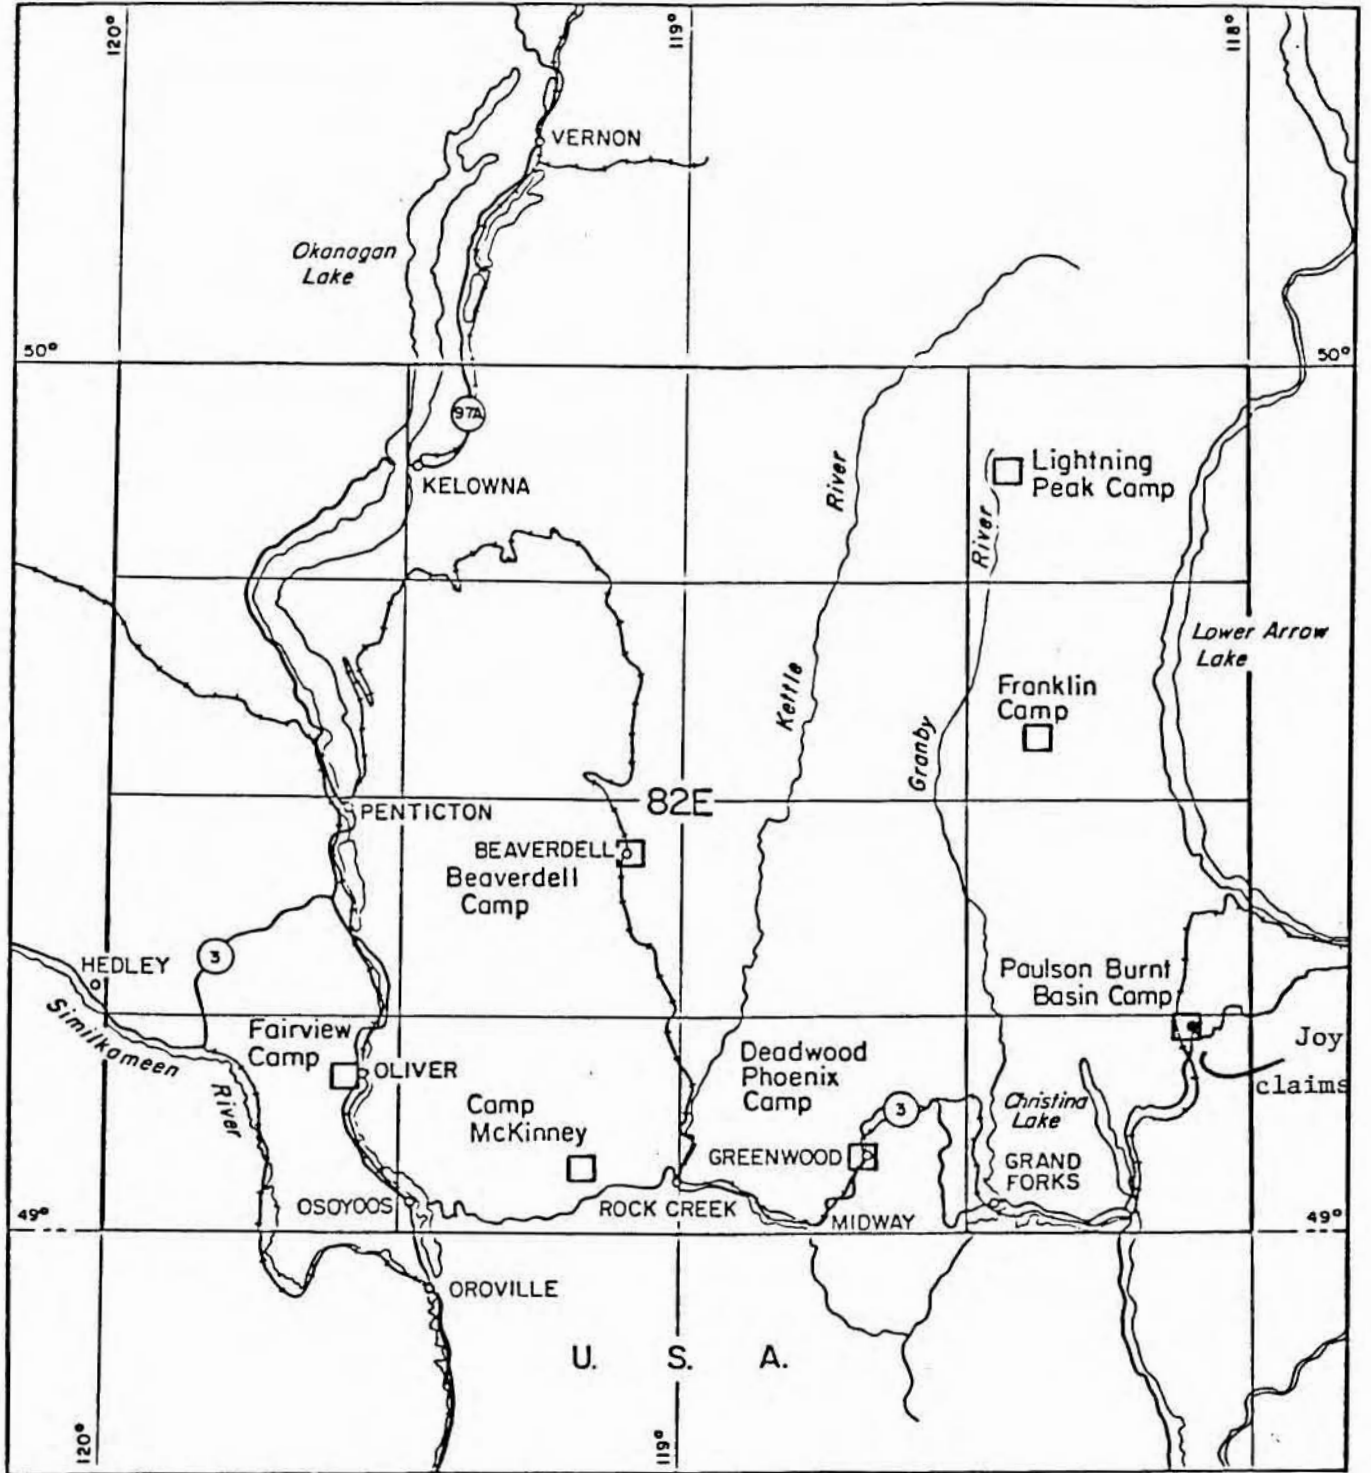 120°
119°
118°
VERNON
Okanagan
Lake
50°
50°
97A
KELOWNA
River
Lightning
Peak Camp
River
Lower Arrow
Lake
Kettle
Franklin
Camp
Granby
82E
PENTICTON
BEAVERDELL
Beaverdell
Camp
3
HEDLEY
Paulson Burnt
Basin Camp
Similkameen
River
Fairview
Camp
OLIVER
Deadwood
Phoenix
Camp
Joy
claims
Camp
McKinney
3
Christina
Lake
GREENWOOD
GRAND
FORKS
OSOYOOS
ROCK CREEK
MIDWAY
49°
49°
OROVILLE
U. S. A.
120°
119°